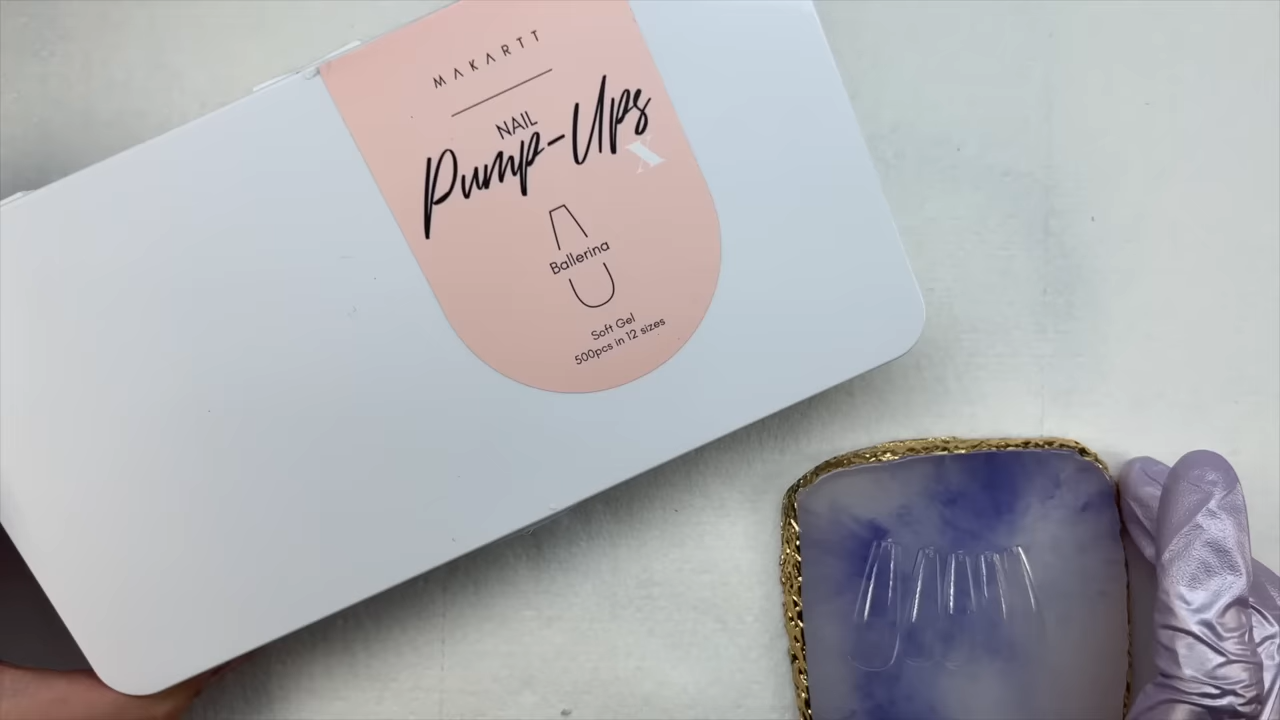 MAKARTT
NAIL
Pump-Ups
X
Ballerina
Soft Gel
500pcs in 12 sizes